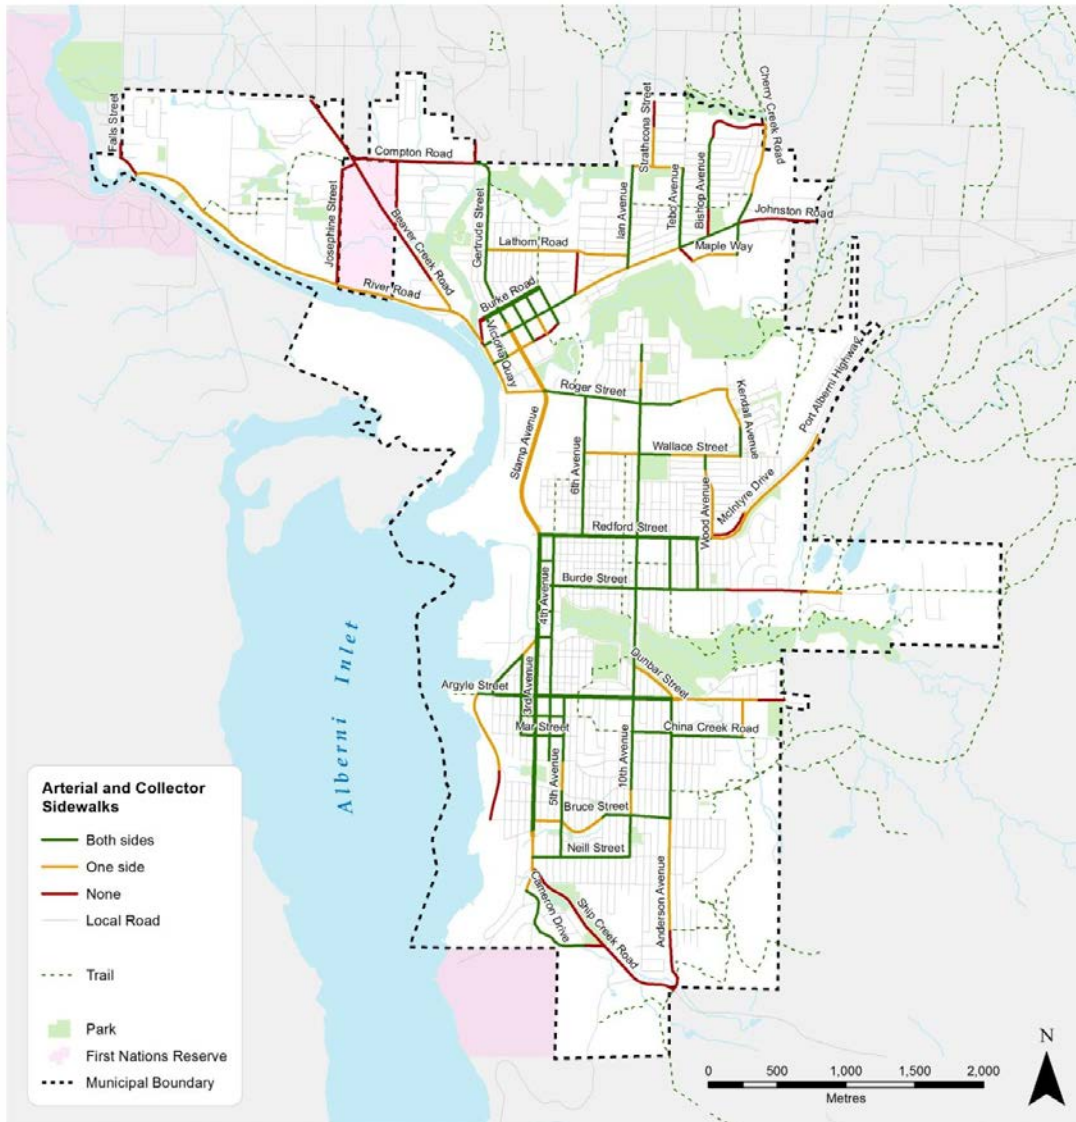 Falls Street
Compton Road
Josephine Street
Beaver Creek Road
River Road
Gertrude Street
Lathom Road
Burke Road
Victoria Quay
Ian Avenue
Strathcona Street
Tebo Avenue
Bishop Avenue
Cherry Creek Road
Johnston Road
Maple Way
Roger Street
Stamp Avenue
6th Avenue
Wallace Street
Kendall Avenue
Port Alberni Highway
Wood Avenue
McIntyre Drive
Redford Street
Burde Street
4th Avenue
Dunbar Street
Argyle Street
3rd Avenue
Mar Street
China Creek Road
5th Avenue
10th Avenue
Bruce Street
Neill Street
Cameron Drive
Ship Creek Road
Anderson Avenue
Alberni Inlet
Arterial and Collector
Sidewalks
Both sides
One side
None
Local Road
Trail
Park
First Nations Reserve
Municipal Boundary
N
0 500 1,000 1,500 2,000
Metres